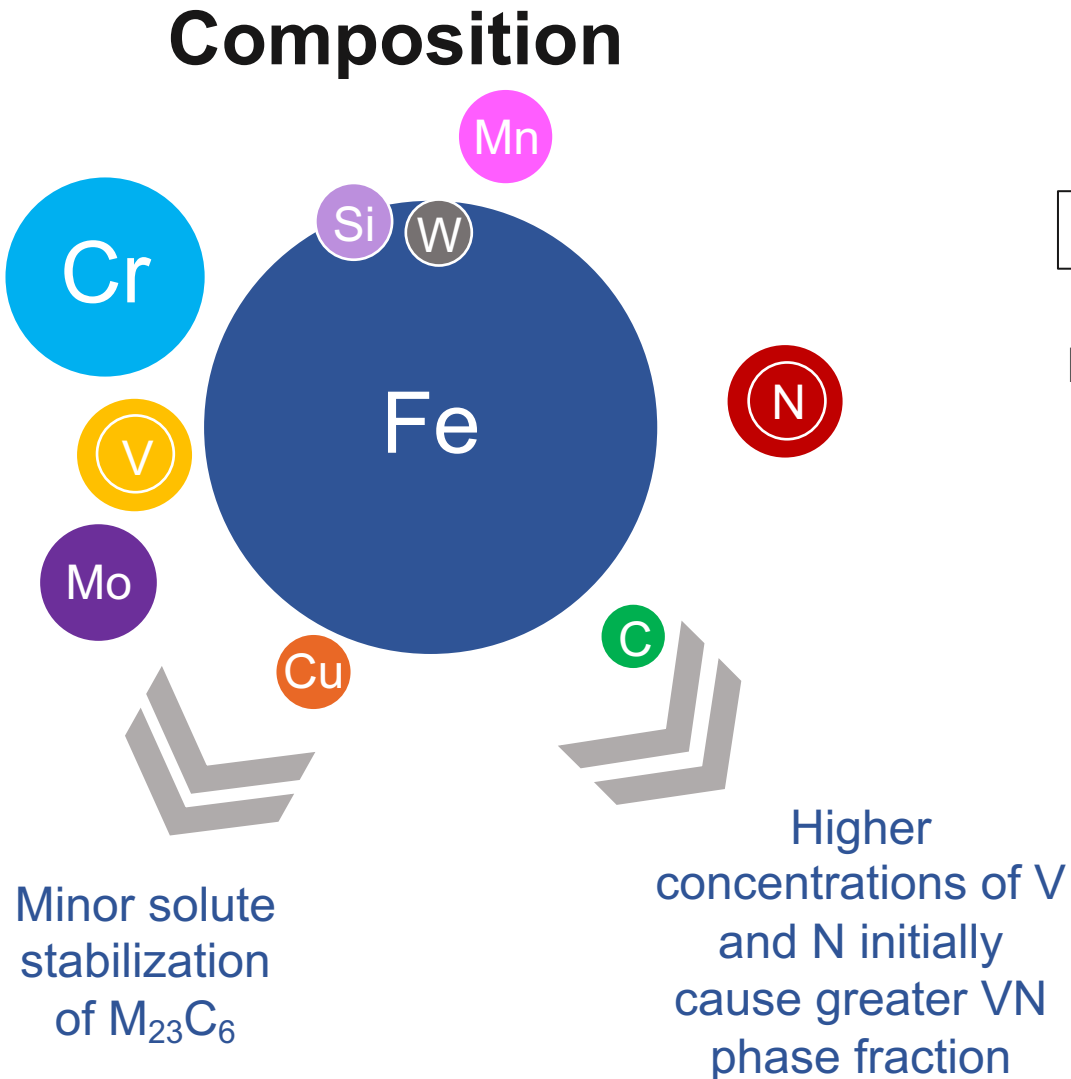 Composition
Mn
Si
W
Cr
Fe
N
V
Mo
C
Cu
Minor solute
stabilization
of M₂₃C₆
Higher
concentrations of V
and N initially
cause greater VN
phase fraction